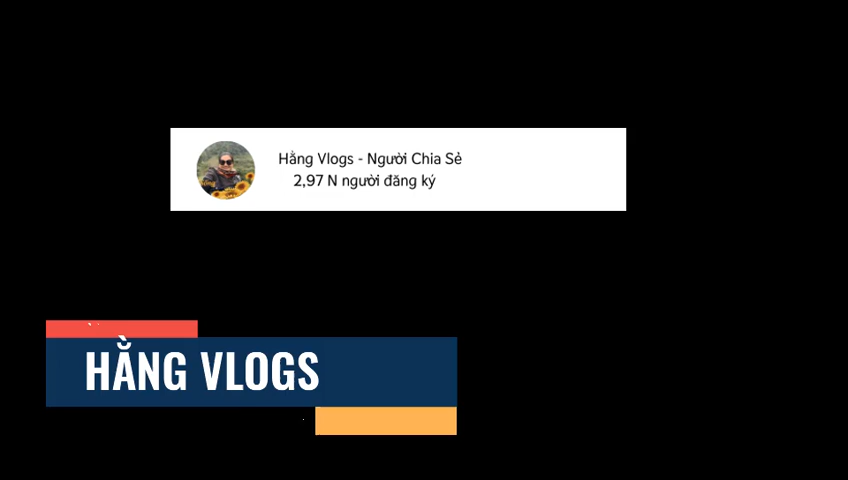 Hằng Vlogs - Người Chia Sẻ
2,97 N người đăng ký
HẰNG VLOGS